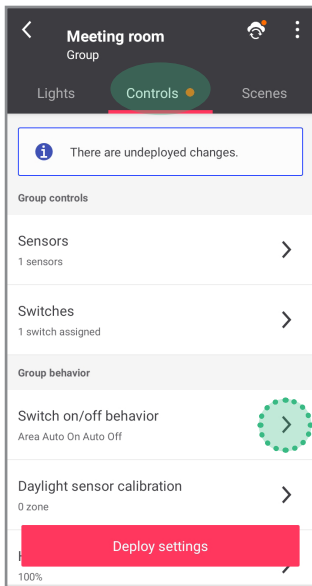 Meeting room
Group
Lights Controls Scenes
There are undeployed changes.
Group controls
Sensors
1 sensors
Switches
1 switch assigned
Group behavior
Switch on/off behavior
Area Auto On Auto Off
Daylight sensor calibration
0 zone
Deploy settings
100%